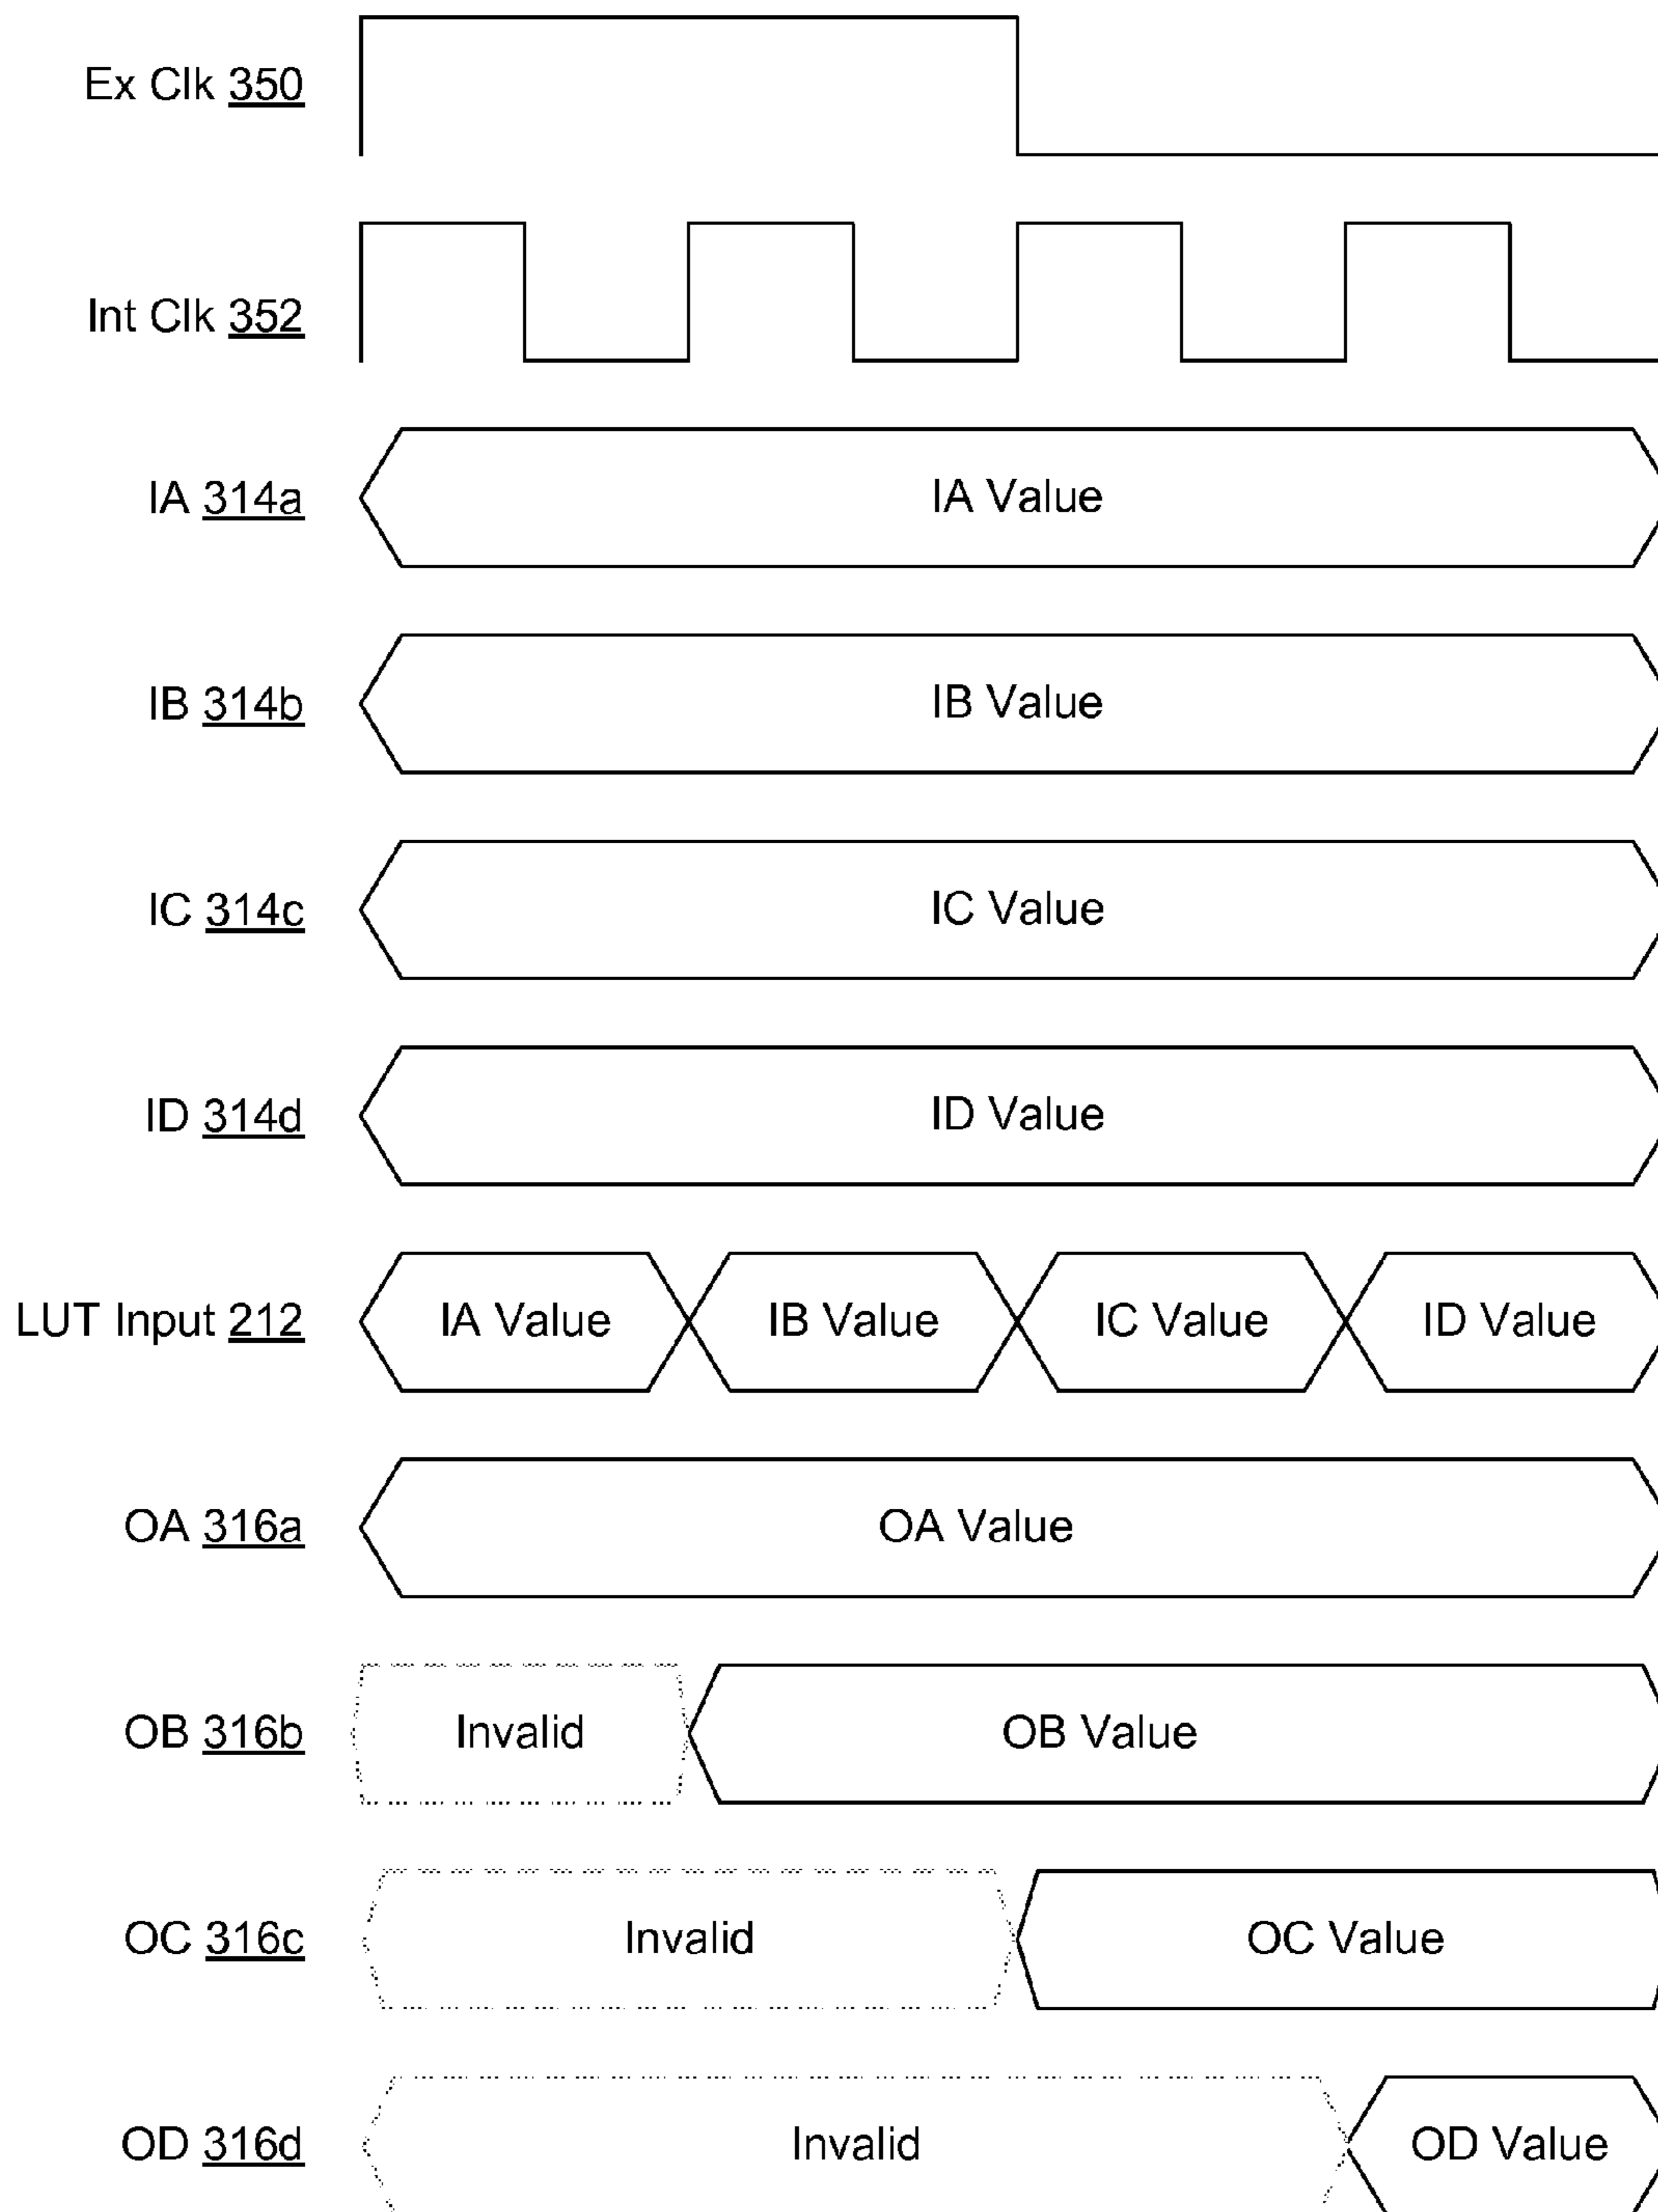 Ex Clk 350
Int Clk 352
IA 314a IA Value
IB 314b IB Value
IC 314c IC Value
ID 314d ID Value
LUT Input 212 IA Value IB Value IC Value ID Value
OA 316a OA Value
OB 316b Invalid OB Value
OC 316c Invalid OC Value
OD 316d Invalid OD Value